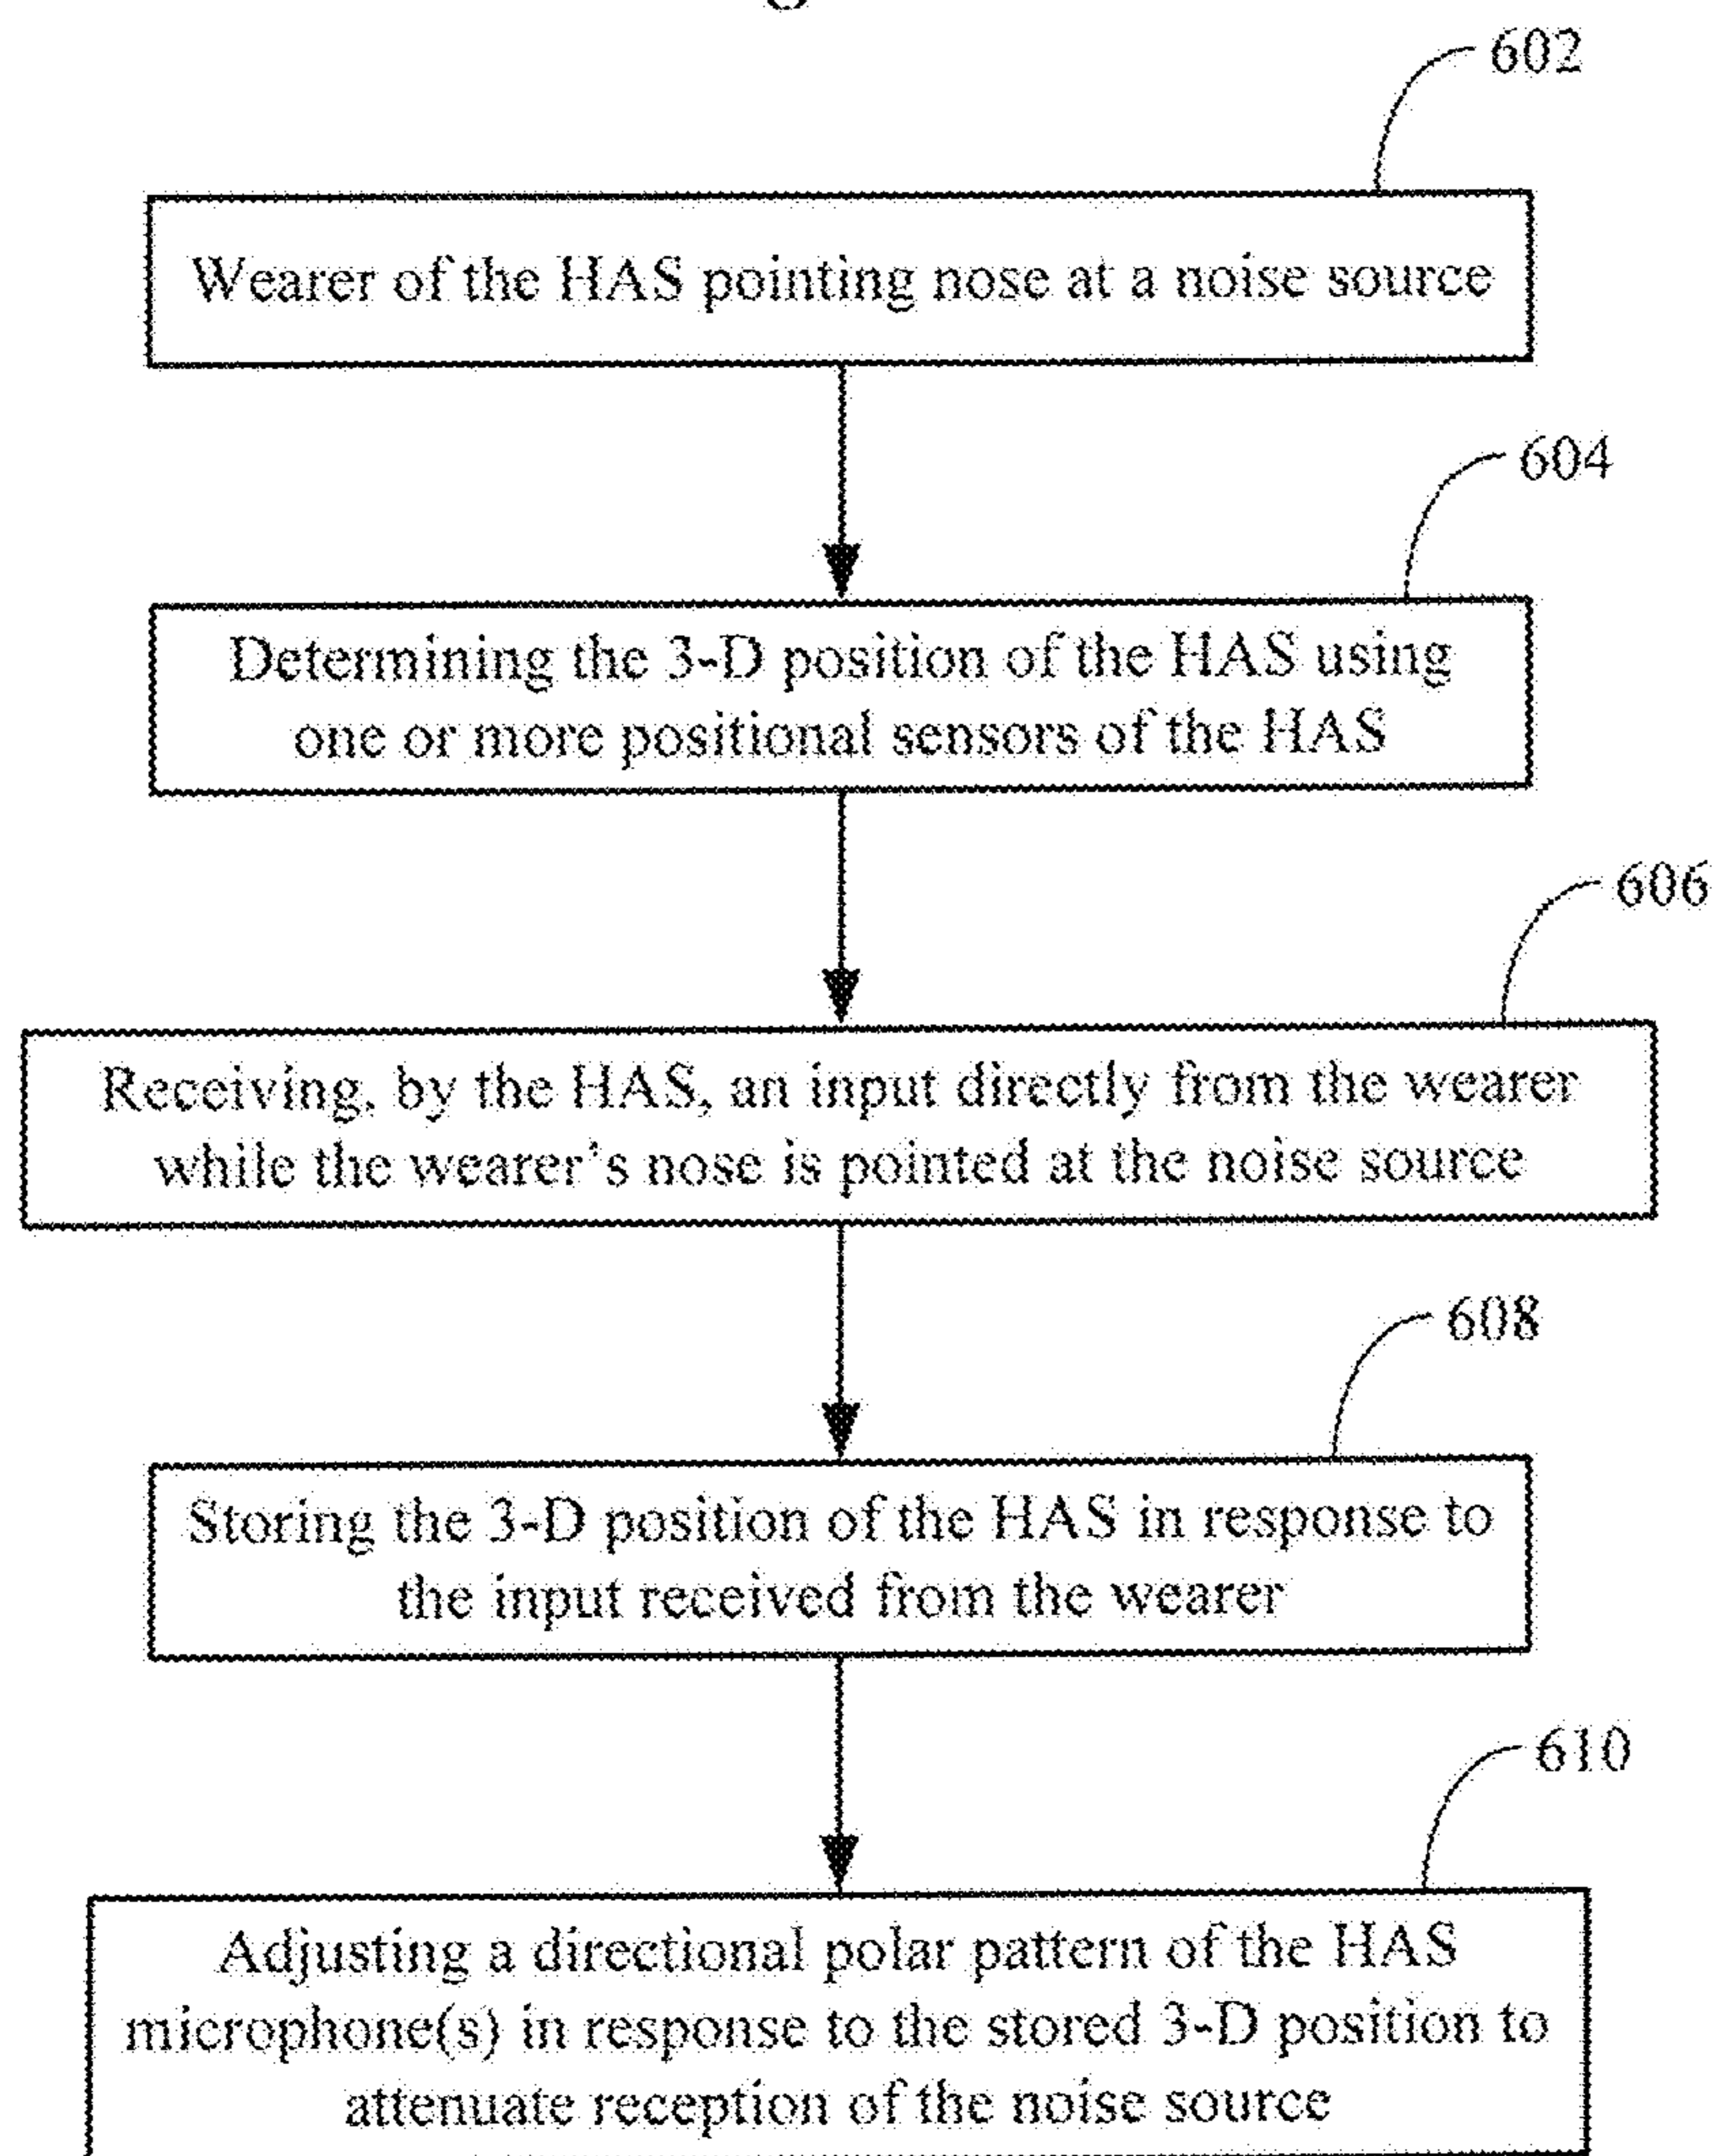 602
Wearer of the HAS pointing nose at a noise source
604
Determining the 3-D position of the HAS using
one or more positional sensors of the HAS
606
Receiving, by the HAS, an input directly from the wearer
while the wearer's nose is pointed at the noise source
608
Storing the 3-D position of the HAS in response to
the input received from the wearer
610
Adjusting a directional polar pattern of the HAS
microphone(s) in response to the stored 3-D position to
attenuate reception of the noise source